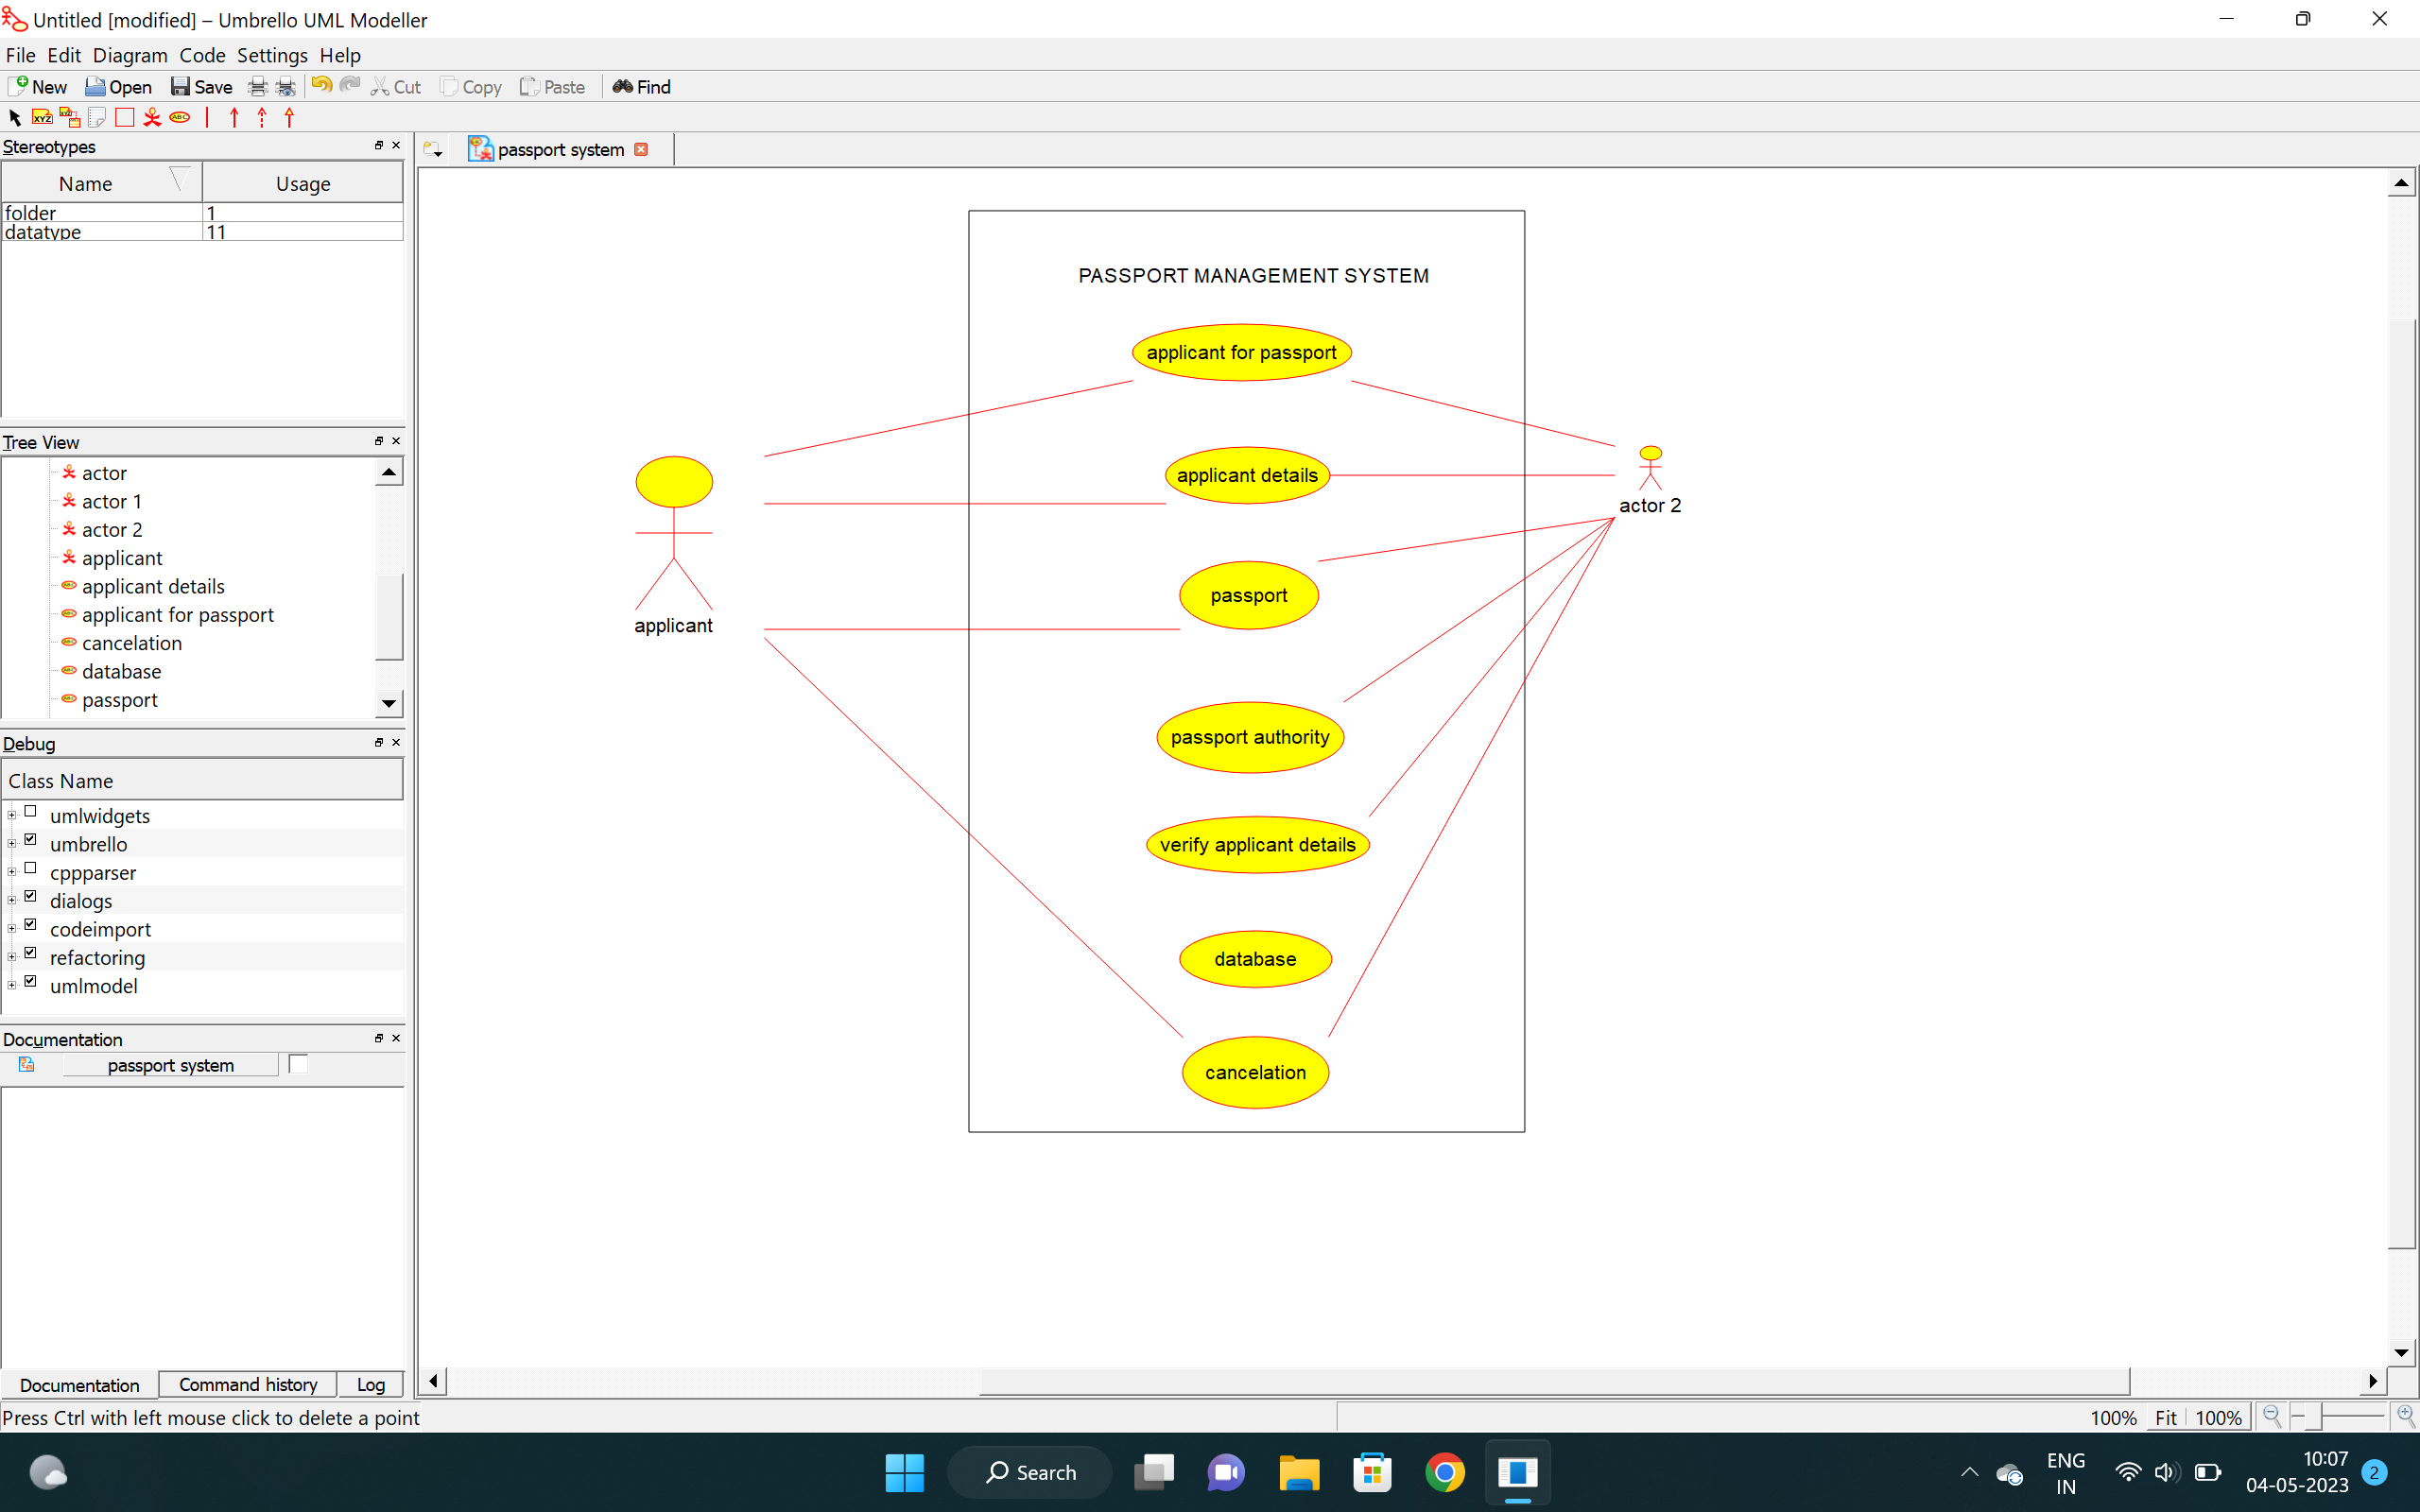 Untitled [modified] – Umbrello UML Modeller
File Edit Diagram Code Settings Help
New Open Save Cut Copy Paste Find
XYZ XYZ ABC
Stereotypes
passport system
Name Usage
folder 1
datatype 11
PASSPORT MANAGEMENT SYSTEM
applicant for passport
Tree View
actor
actor 1
actor 2
applicant
applicant details
applicant for passport
cancelation
database
passport
applicant details
actor 2
passport
applicant
passport authority
verify applicant details
database
cancelation
Debug
Class Name
umlwidgets
umbrello
cppparser
dialogs
codeimport
refactoring
umlmodel
Documentation
passport system
Documentation Command history Log
Press Ctrl with left mouse click to delete a point
100% Fit 100%
Search
ENG
IN
10:07
04-05-2023
2